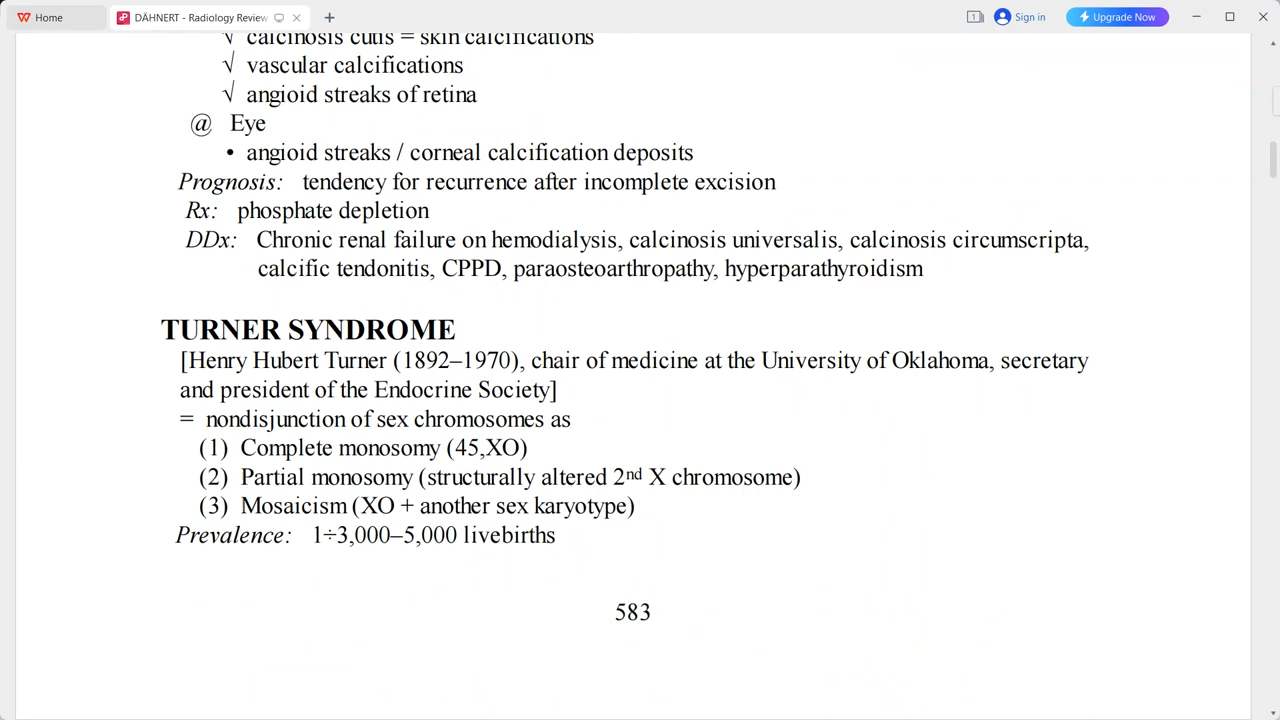 Home
DÄHNERT - Radiology Review
1
Sign in
Upgrade Now
√ calcinosis cutis = skin calcifications
√ vascular calcifications
√ angioid streaks of retina
@ Eye
• angioid streaks / corneal calcification deposits
Prognosis: tendency for recurrence after incomplete excision
Rx: phosphate depletion
DDx: Chronic renal failure on hemodialysis, calcinosis universalis, calcinosis circumscripta,
calcific tendonitis, CPPD, paraosteoarthropathy, hyperparathyroidism
TURNER SYNDROME
[Henry Hubert Turner (1892–1970), chair of medicine at the University of Oklahoma, secretary
and president of the Endocrine Society]
= nondisjunction of sex chromosomes as
(1) Complete monosomy (45,XO)
(2) Partial monosomy (structurally altered 2nd X chromosome)
(3) Mosaicism (XO + another sex karyotype)
Prevalence: 1÷3,000–5,000 livebirths
583